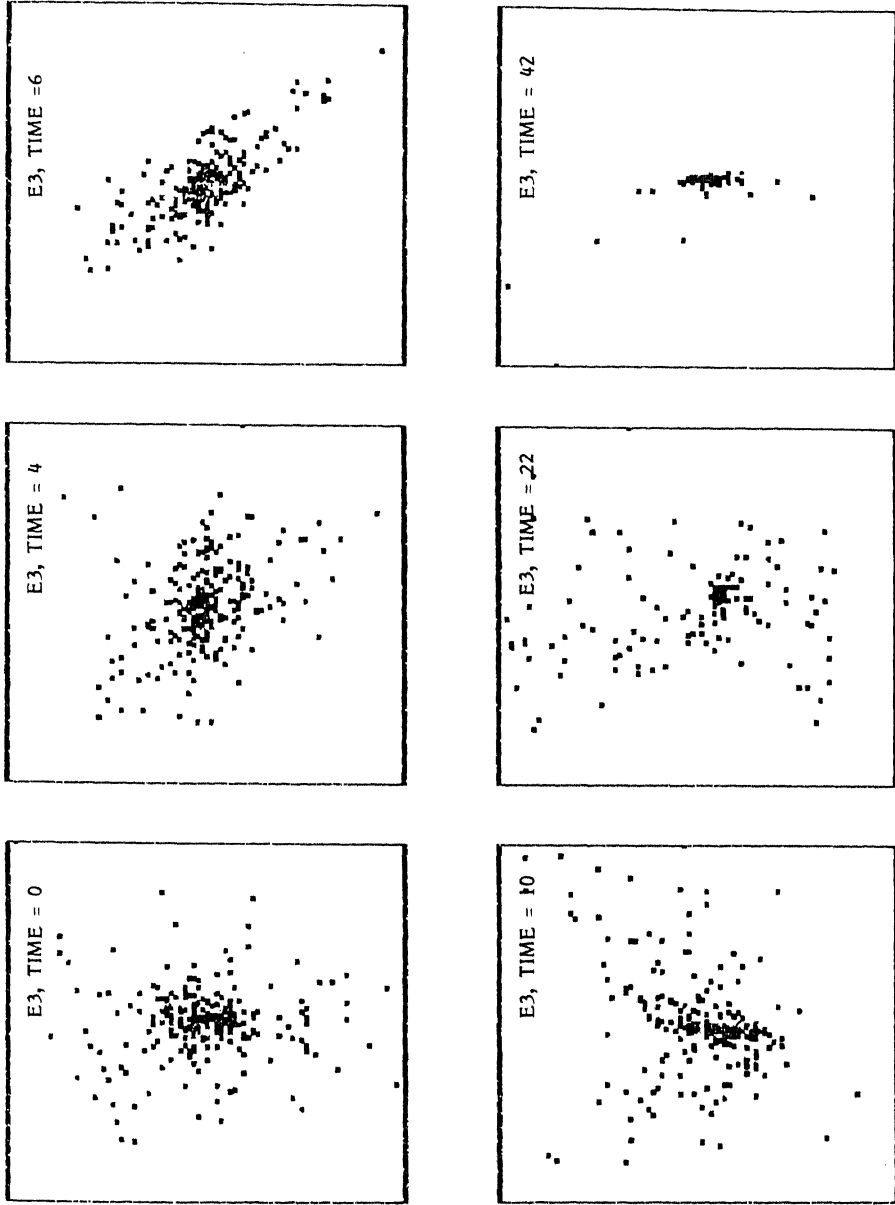 E3, TIME = 0
E3, TIME = 4
E3, TIME =6
E3, TIME = 10
E3, TIME = 22
E3, TIME = 42